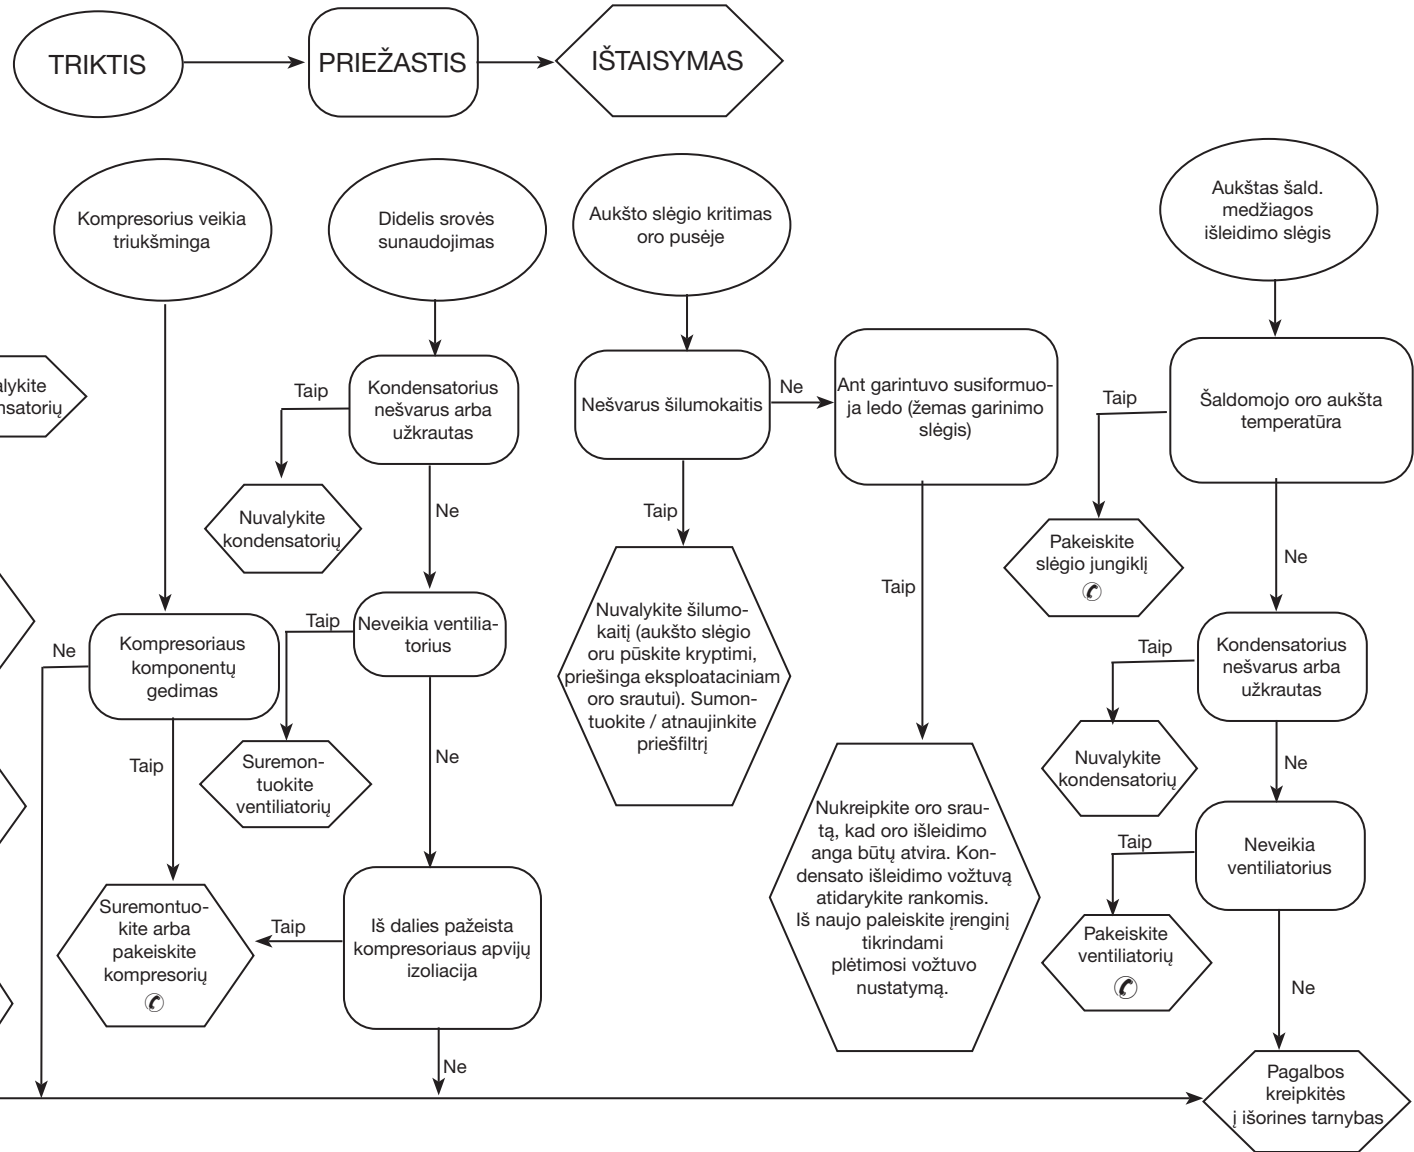 TRIKTIS
PRIEŽASTIS
IŠTAISYMAS
Kompresorius veikia
triukšminga
Didelis srovės
sunaudojimas
Aukšto slėgio kritimas
oro pusėje
Aukštas šald.
medžiagos
išleidimo slėgis
alykite
nsatorių
Taip
Kondensatorius
nešvarus arba
užkrautas
Nešvarus šilumokaitis
Ne
Ant garintuvo susiformuo-
ja ledo (žemas garinimo
slėgis)
Taip
Šaldomojo oro aukšta
temperatūra
Nuvalykite
kondensatorių
Ne
Taip
Pakeiskite
slėgio jungiklį
Ne
Taip
Kompresoriaus
komponentų
gedimas
Ne
Taip
Neveikia ventilia-
torius
Nuvalykite šilumo-
kaitį (aukšto slėgio
oru pūskite kryptimi,
priešinga eksploataciniam
oro srautui). Sumon-
tuokite / atnaujinkite
priešfiltrį
Taip
Kondensatorius
nešvarus arba
užkrautas
Taip
Suremon-
tuokite
ventiliatorių
Ne
Nuvalykite
kondensatorių
Ne
Nukreipkite oro srau-
tą, kad oro išleidimo
anga būtų atvira. Kon-
densato išleidimo vožtuvą
atidarykite rankomis.
Iš naujo paleiskite įrenginį
tikrindami
plėtimosi vožtuvo
nustatymą.
Taip
Neveikia
ventiliatorius
Suremontuo-
kite arba
pakeiskite
kompresorių
Taip
Iš dalies pažeista
kompresoriaus apvijų
izoliacija
Pakeiskite
ventiliatorių
Ne
Ne
Pagalbos
kreipkitės
į išorines tarnybas